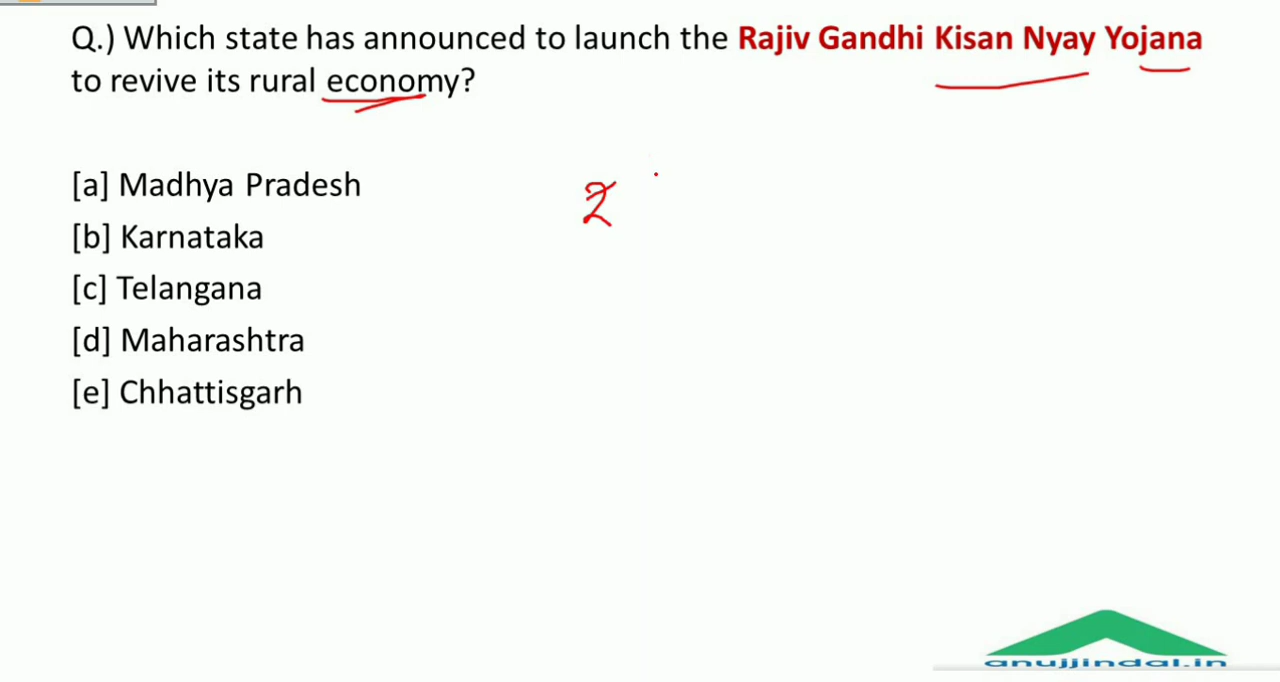 Q.) Which state has announced to launch the Rajiv Gandhi Kisan Nyay Yojana
to revive its rural economy?
[a] Madhya Pradesh
2
[b] Karnataka
[c] Telangana
[d] Maharashtra
[e] Chhattisgarh
anujjindal.in